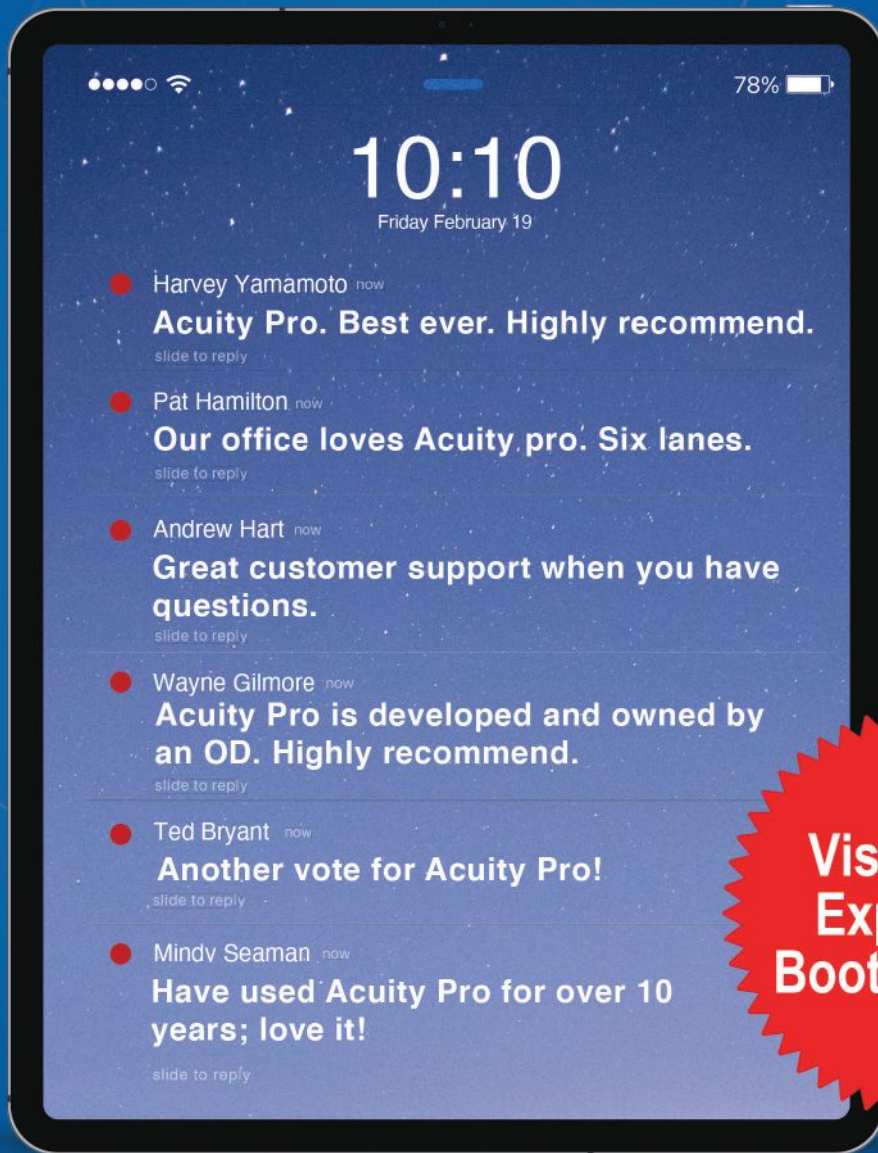 78%
10:10
Friday February 19
Harvey Yamamoto now
Acuity Pro. Best ever. Highly recommend.
slide to reply
Pat Hamilton now
Our office loves Acuity pro. Six lanes.
slide to reply
Andrew Hart now
Great customer support when you have
questions.
slide to reply
Wayne Gilmore now
Acuity Pro is developed and owned by
an OD. Highly recommend.
slide to reply
Ted Bryant now
Another vote for Acuity Pro!
slide to reply
Mindy Seaman now
Have used Acuity Pro for over 10
years; love it!
slide to reply